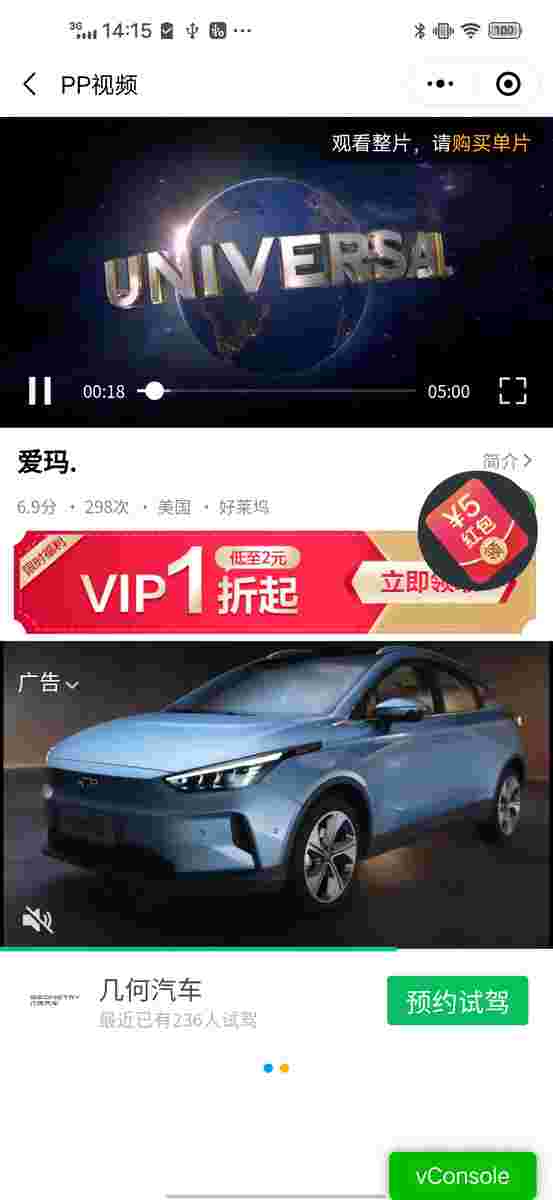 3G 14:15 100
PP视频
观看整片，请购买单片
UNIVERSAL
00:18 05:00
爱玛.
简介
6.9分 · 298次 · 美国 · 好莱坞
¥5
红包
领
限时福利
VIP1折起
低至2元
立即领
广告
GEOMETRY
几何汽车
几何汽车
最近已有236人试驾
预约试驾
vConsole